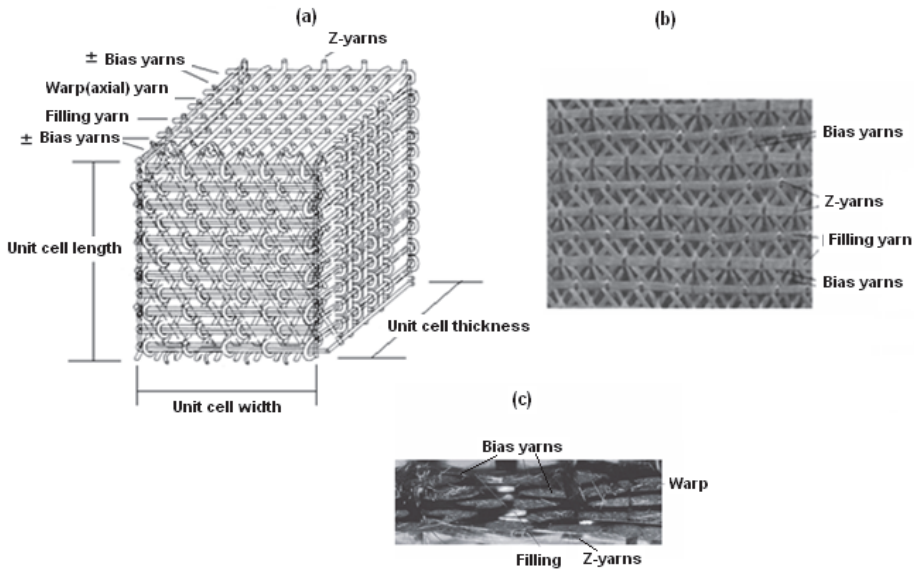 (a)
Z-yarns
± Bias yarns
Warp(axial) yarn
Filling yarn
± Bias yarns
Unit cell length
Unit cell thickness
Unit cell width
(b)
Bias yarns
Z-yarns
Filling yarn
Bias yarns
(c)
Bias yarns
Warp
Filling
Z-yarns